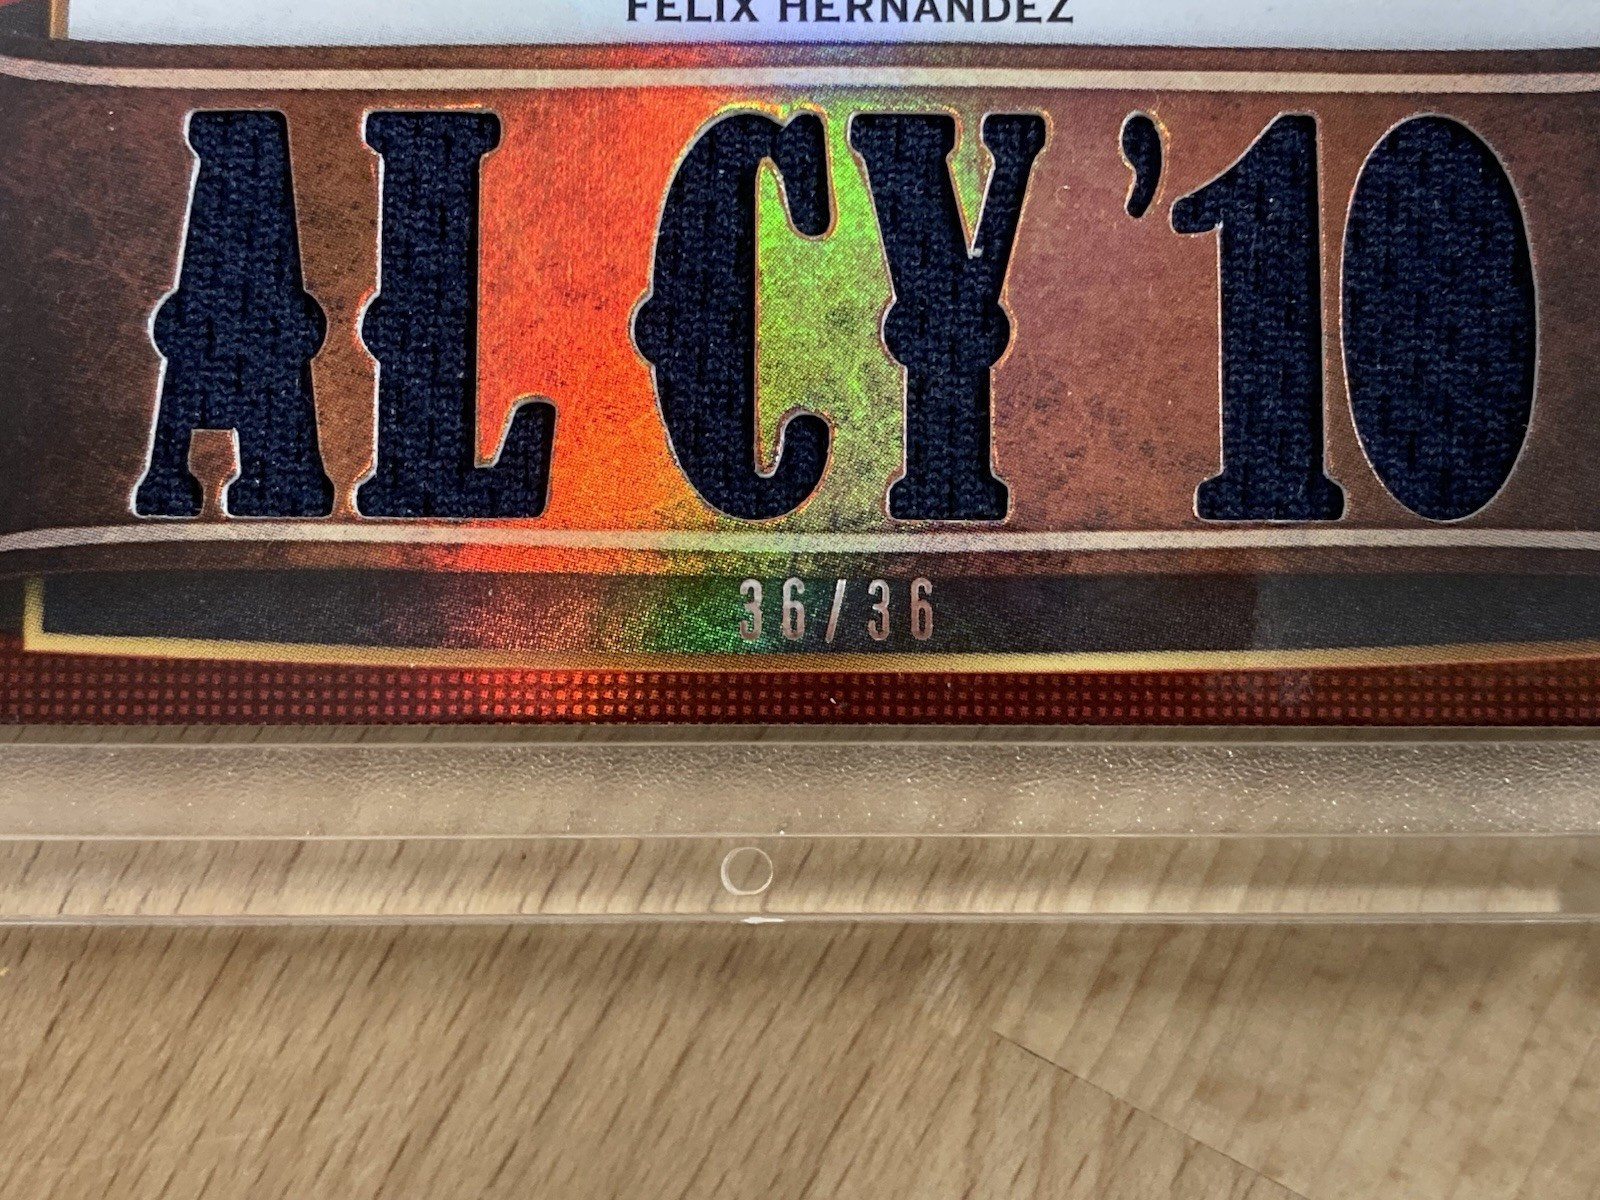 FELIX HERNANDEZ
AL CY '10
36/36